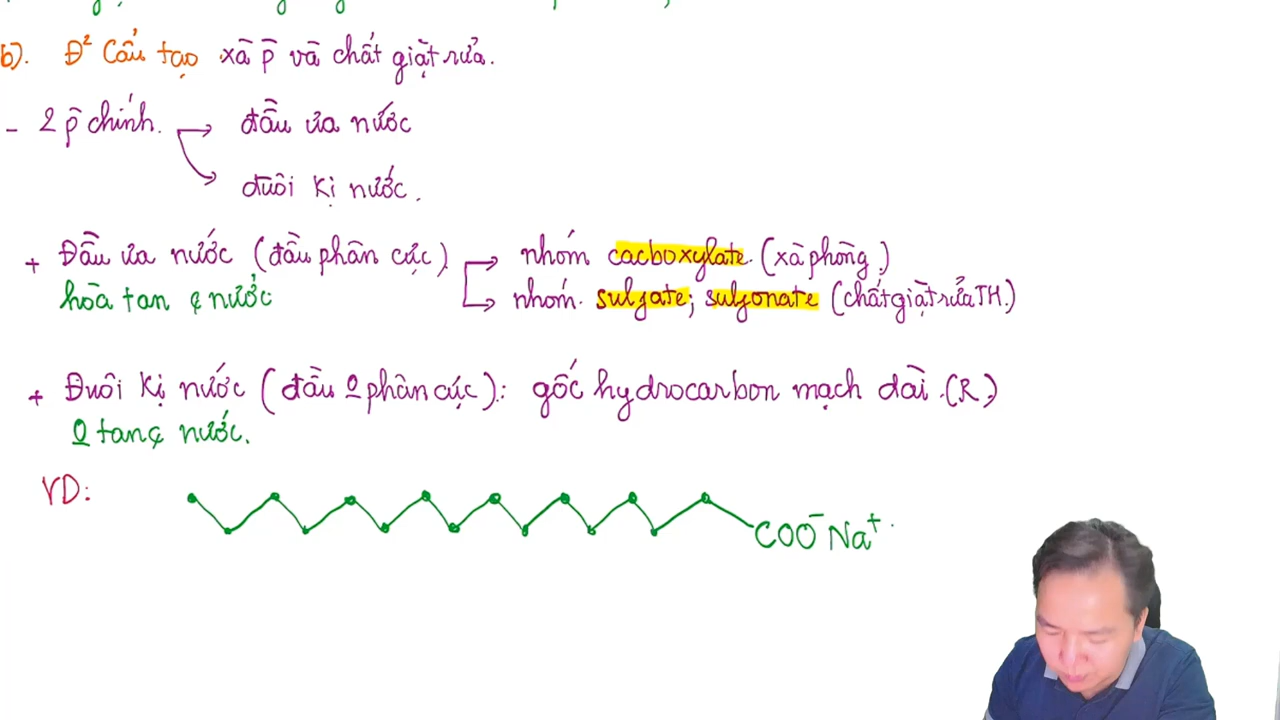 b). Đ² Cấu tạo xà p̄ và chất giặt rửa.
- 2 p̄ chính. → đầu ưa nước
→ đuôi kị nước.
+ Đầu ưa nước (đầu phân cực) → nhóm cacboxylate. (xà phòng)
hòa tan nước → nhóm sulfate; sulfonate (chất giặt rửa TH.)
+ Đuôi kị nước (đầu phân cực): gốc hydrocarbon mạch dài. (R)
tan nước.
VD:
COO⁻Na⁺